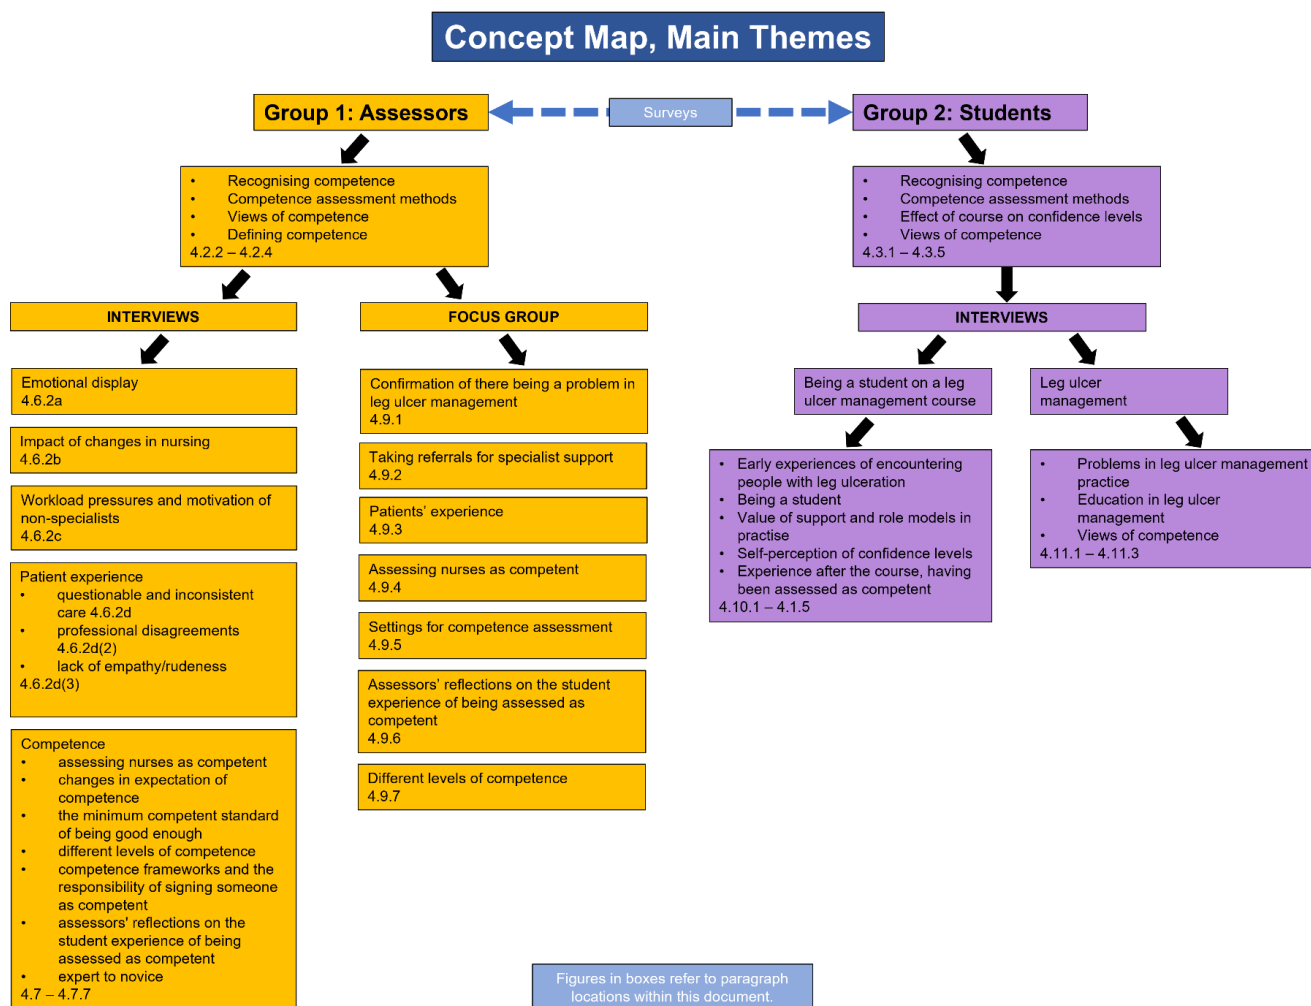 Concept Map, Main Themes
Group 1: Assessors
Surveys
Group 2: Students
• Recognising competence
• Competence assessment methods
• Views of competence
• Defining competence
4.2.2 – 4.2.4
• Recognising competence
• Competence assessment methods
• Effect of course on confidence levels
• Views of competence
4.3.1 – 4.3.5
INTERVIEWS
Emotional display
4.6.2a
Impact of changes in nursing
4.6.2b
Workload pressures and motivation of
non-specialists
4.6.2c
Patient experience
• questionable and inconsistent
care 4.6.2d
• professional disagreements
4.6.2d(2)
• lack of empathy/rudeness
4.6.2d(3)
Competence
• assessing nurses as competent
• changes in expectation of
competence
• the minimum competent standard
of being good enough
• different levels of competence
• competence frameworks and the
responsibility of signing someone
as competent
• assessors' reflections on the
student experience of being
assessed as competent
• expert to novice
4.7 – 4.7.7
FOCUS GROUP
Confirmation of there being a problem in
leg ulcer management
4.9.1
Taking referrals for specialist support
4.9.2
Patients' experience
4.9.3
Assessing nurses as competent
4.9.4
Settings for competence assessment
4.9.5
Assessors' reflections on the student
experience of being assessed as
competent
4.9.6
Different levels of competence
4.9.7
INTERVIEWS
Being a student on a leg
ulcer management course
• Early experiences of encountering
people with leg ulceration
• Being a student
• Value of support and role models in
practise
• Self-perception of confidence levels
• Experience after the course, having
been assessed as competent
4.10.1 – 4.1.5
Leg ulcer
management
• Problems in leg ulcer management
practice
• Education in leg ulcer
management
• Views of competence
4.11.1 – 4.11.3
Figures in boxes refer to paragraph
locations within this document.